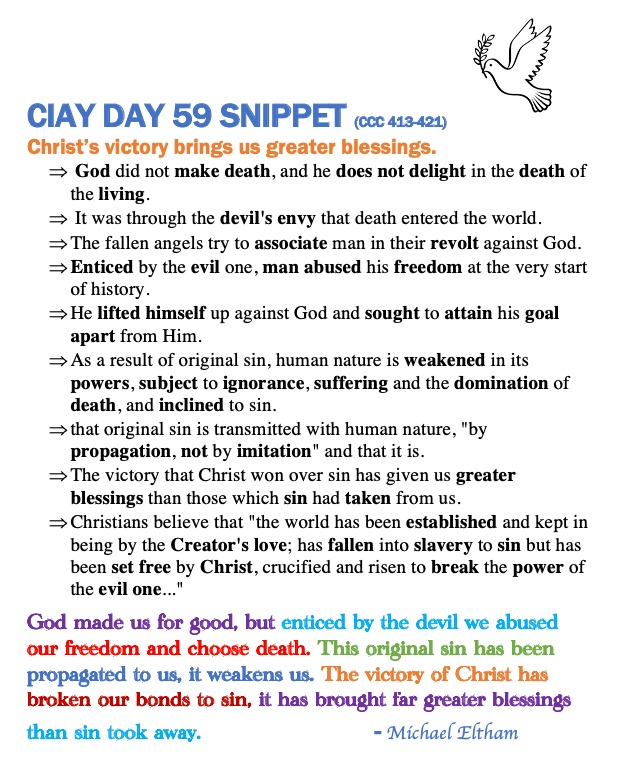 CIAY DAY 59 SNIPPET (CCC 413-421)
Christ's victory brings us greater blessings.
⇒ God did not make death, and he does not delight in the death of
the living.
⇒ It was through the devil's envy that death entered the world.
⇒ The fallen angels try to associate man in their revolt against God.
⇒ Enticed by the evil one, man abused his freedom at the very start
of history.
⇒ He lifted himself up against God and sought to attain his goal
apart from Him.
⇒ As a result of original sin, human nature is weakened in its
powers, subject to ignorance, suffering and the domination of
death, and inclined to sin.
⇒ that original sin is transmitted with human nature, "by
propagation, not by imitation" and that it is.
⇒ The victory that Christ won over sin has given us greater
blessings than those which sin had taken from us.
⇒ Christians believe that "the world has been established and kept in
being by the Creator's love; has fallen into slavery to sin but has
been set free by Christ, crucified and risen to break the power of
the evil one..."
God made us for good, but enticed by the devil we abused
our freedom and choose death. This original sin has been
propagated to us, it weakens us. The victory of Christ has
broken our bonds to sin, it has brought far greater blessings
than sin took away. - Michael Eltham